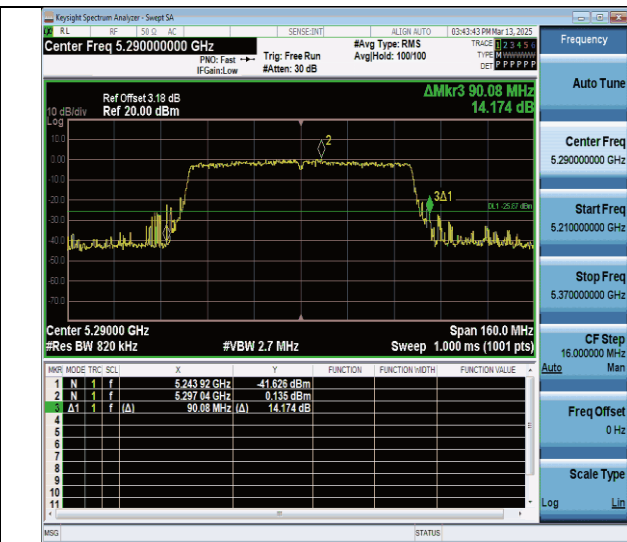 Keysight Spectrum Analyzer - Swept SA
RL RF 50 Ω AC SENSE:INT ALIGN AUTO 03:43:43 PM Mar 13, 2025
Center Freq 5.290000000 GHz
PNO: Fast
IFGain:Low
Trig: Free Run
#Atten: 30 dB
#Avg Type: RMS
Avg|Hold: 100/100
TRACE 1 2 3 4 5 6
TYPE M WWWWW
DET P P P P P P
Frequency
Auto Tune
Center Freq
5.290000000 GHz
Start Freq
5.210000000 GHz
Stop Freq
5.370000000 GHz
CF Step
16.000000 MHz
Auto Man
Freq Offset
0 Hz
Scale Type
Log Lin
ΔMkr3 90.08 MHz
14.174 dB
Ref Offset 3.18 dB
10 dB/div Ref 20.00 dBm
Log
10.0
0.00
-10.0
-20.0
-30.0
-40.0
-50.0
-60.0
-70.0
2
3Δ1
DL1 -25.87 dBm
Center 5.29000 GHz Span 160.0 MHz
#Res BW 820 kHz #VBW 2.7 MHz Sweep 1.000 ms (1001 pts)
MKR MODE TRC SCL X Y FUNCTION FUNCTION WIDTH FUNCTION VALUE
1 N 1 f 5.243 92 GHz -41.626 dBm
2 N 1 f 5.297 04 GHz 0.135 dBm
3 Δ1 1 f (Δ) 90.08 MHz (Δ) 14.174 dB
4
5
6
7
8
9
10
11
MSG STATUS